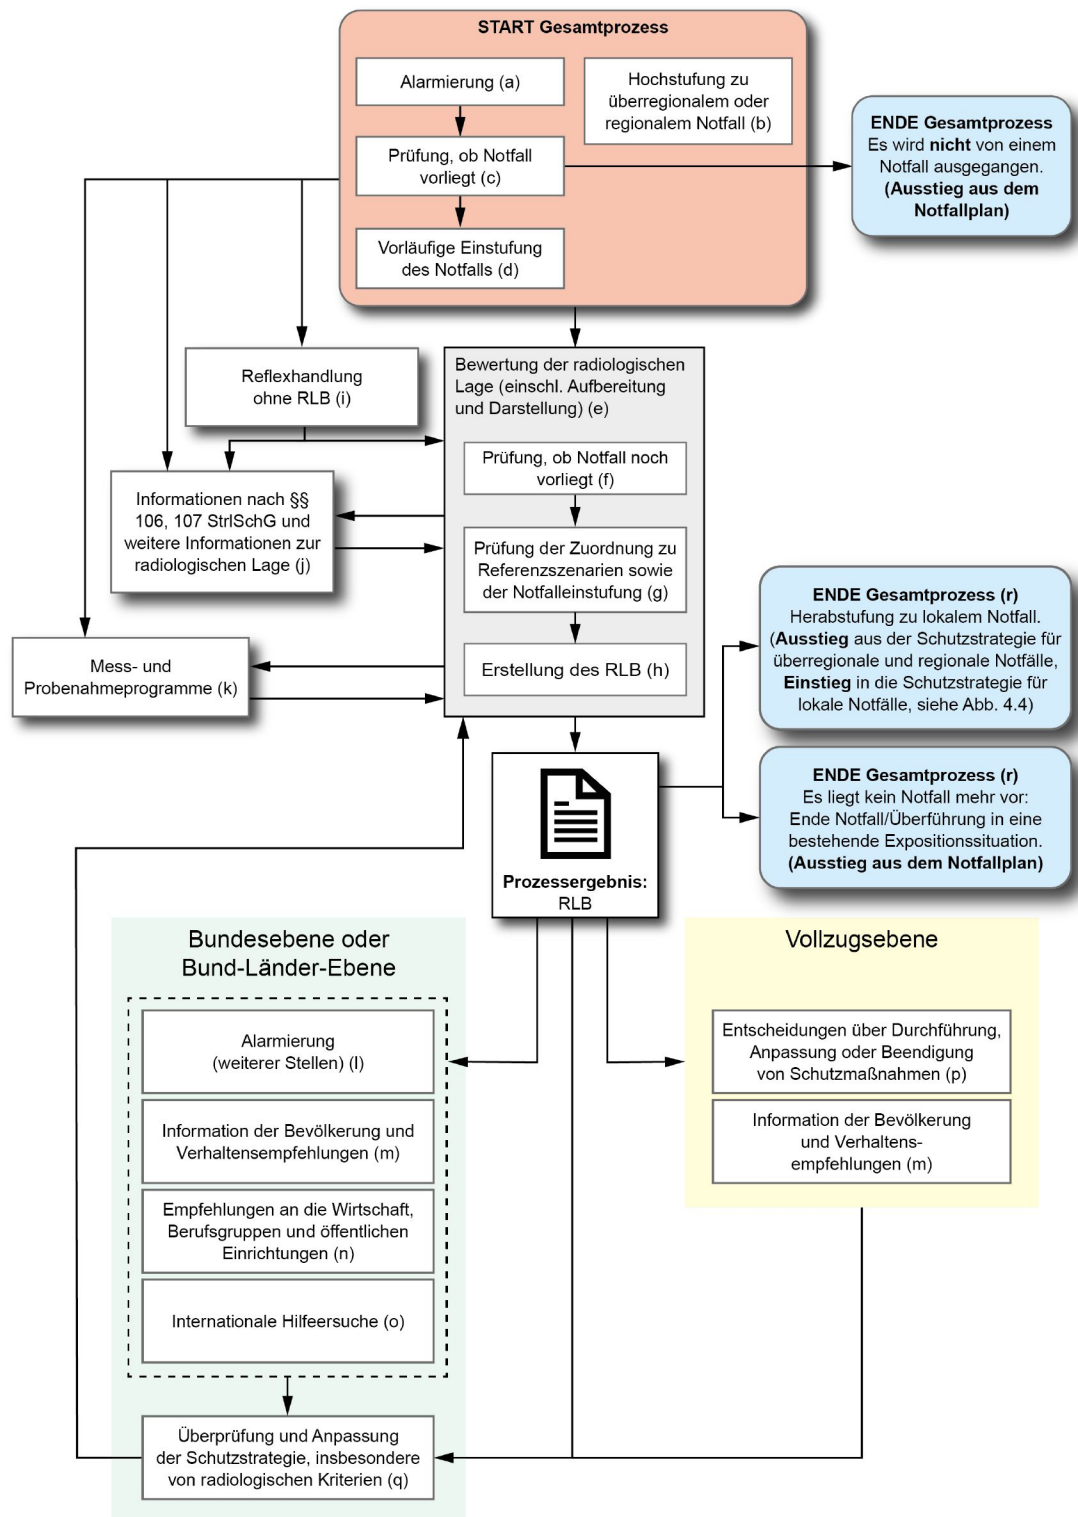 START Gesamtprozess
Alarmierung (a)
Hochstufung zu
überregionalem oder
regionalem Notfall (b)
Prüfung, ob Notfall
vorliegt (c)
Vorläufige Einstufung
des Notfalls (d)
ENDE Gesamtprozess
Es wird nicht von einem
Notfall ausgegangen.
(Ausstieg aus dem
Notfallplan)
Reflexhandlung
ohne RLB (i)
Bewertung der radiologischen
Lage (einschl. Aufbereitung
und Darstellung) (e)
Prüfung, ob Notfall noch
vorliegt (f)
Prüfung der Zuordnung zu
Referenzszenarien sowie
der Notfalleinstufung (g)
Erstellung des RLB (h)
Informationen nach §§
106, 107 StrlSchG und
weitere Informationen zur
radiologischen Lage (j)
Mess- und
Probenahmeprogramme (k)
ENDE Gesamtprozess (r)
Herabstufung zu lokalem Notfall.
(Ausstieg aus der Schutzstrategie für
überregionale und regionale Notfälle,
Einstieg in die Schutzstrategie für
lokale Notfälle, siehe Abb. 4.4)
ENDE Gesamtprozess (r)
Es liegt kein Notfall mehr vor:
Ende Notfall/Überführung in eine
bestehende Expositionssituation.
(Ausstieg aus dem Notfallplan)
Prozessergebnis:
RLB
Bundesebene oder
Bund-Länder-Ebene
Alarmierung
(weiterer Stellen) (l)
Information der Bevölkerung und
Verhaltensempfehlungen (m)
Empfehlungen an die Wirtschaft,
Berufsgruppen und öffentlichen
Einrichtungen (n)
Internationale Hilfeersuche (o)
Überprüfung und Anpassung
der Schutzstrategie, insbesondere
von radiologischen Kriterien (q)
Vollzugsebene
Entscheidungen über Durchführung,
Anpassung oder Beendigung
von Schutzmaßnahmen (p)
Information der Bevölkerung
und Verhaltens-
empfehlungen (m)